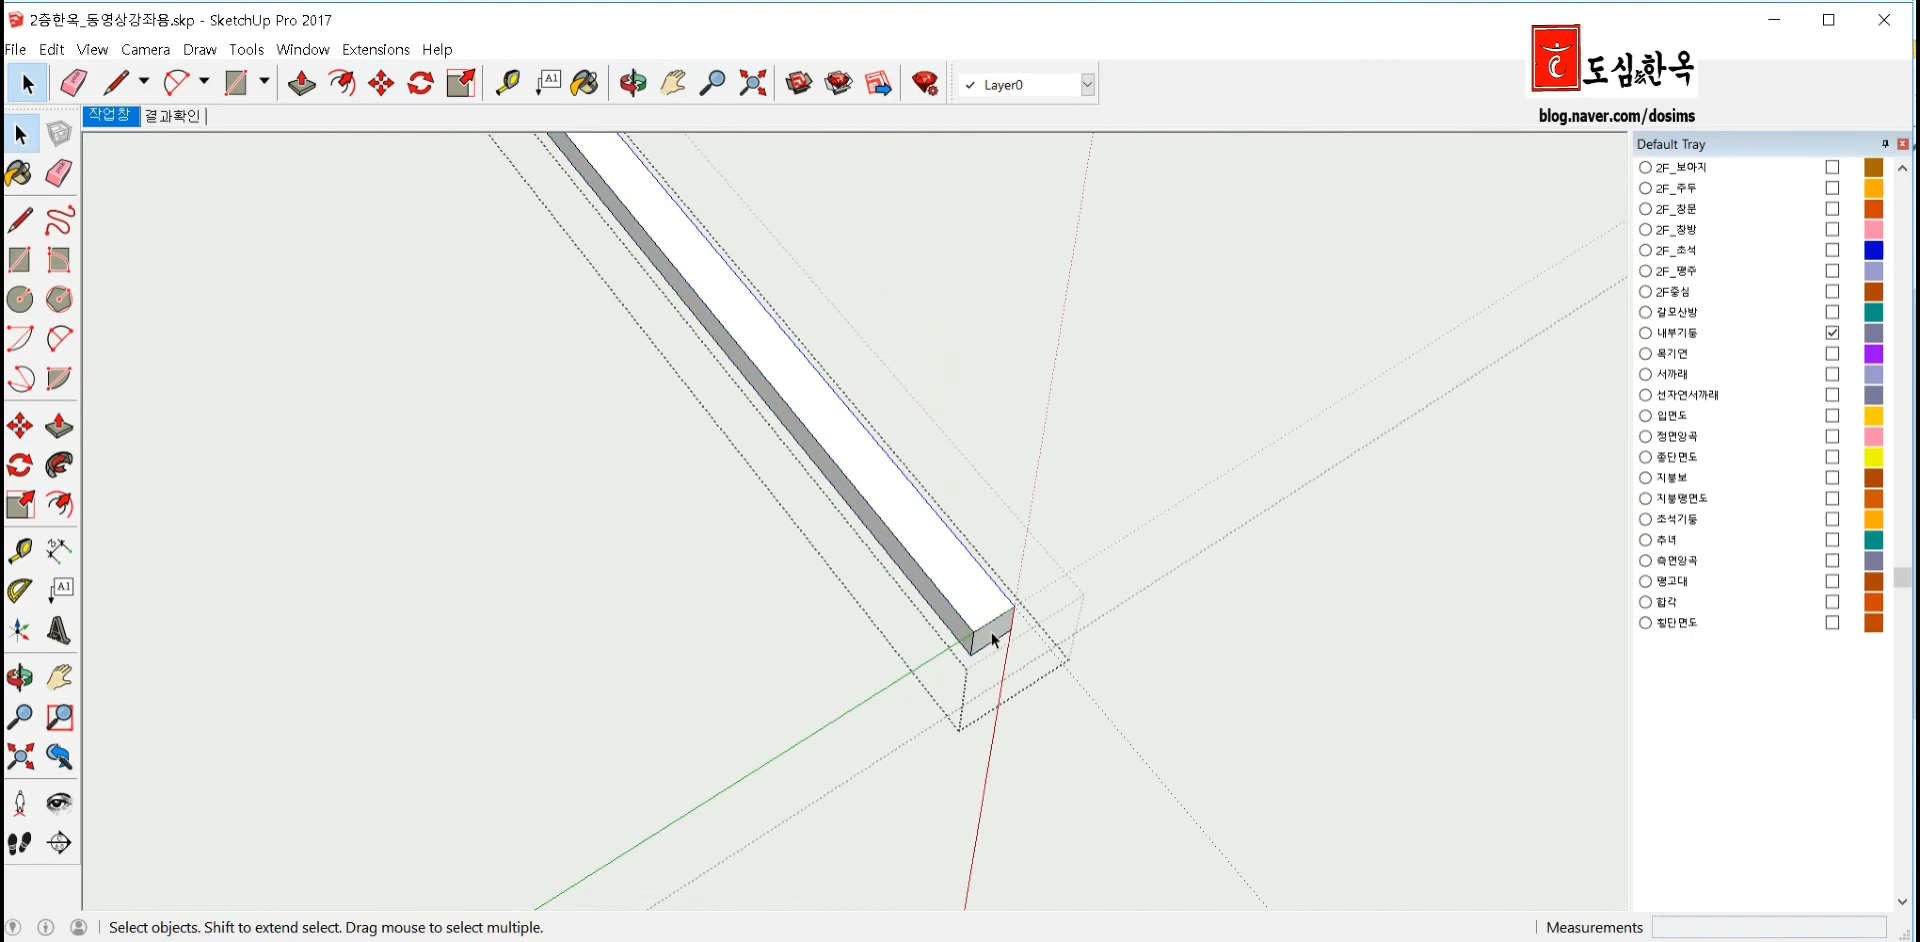 2층한옥_동영상강좌용.skp - SketchUp Pro 2017
File Edit View Camera Draw Tools Window Extensions Help
도심한옥
A1
Layer0
blog.naver.com/dosims
작업창 결과확인
Default Tray
2F_보아지
2F_주두
2F_창문
2F_창방
2F_초석
2F_평주
2F중심
갈모산방
내부기둥
목기연
서까래
선자연서까래
입면도
정면앙곡
종단면도
지붕보
지붕평면도
초석기둥
추녀
측면앙곡
평고대
합각
횡단면도
A1
Select objects. Shift to extend select. Drag mouse to select multiple.
Measurements